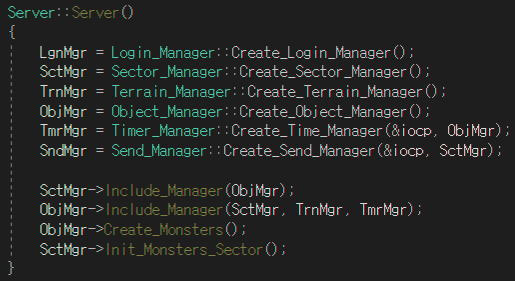 Server::Server()
{
LgnMgr = Login_Manager::Create_Login_Manager();
SctMgr = Sector_Manager::Create_Sector_Manager();
TrnMgr = Terrain_Manager::Create_Terrain_Manager();
ObjMgr = Object_Manager::Create_Object_Manager();
TmrMgr = Timer_Manager::Create_Time_Manager(&iocp, ObjMgr);
SndMgr = Send_Manager::Create_Send_Manager(&iocp, SctMgr);
SctMgr->Include_Manager(ObjMgr);
ObjMgr->Include_Manager(SctMgr, TrnMgr, TmrMgr);
ObjMgr->Create_Monsters();
SctMgr->Init_Monsters_Sector();
}